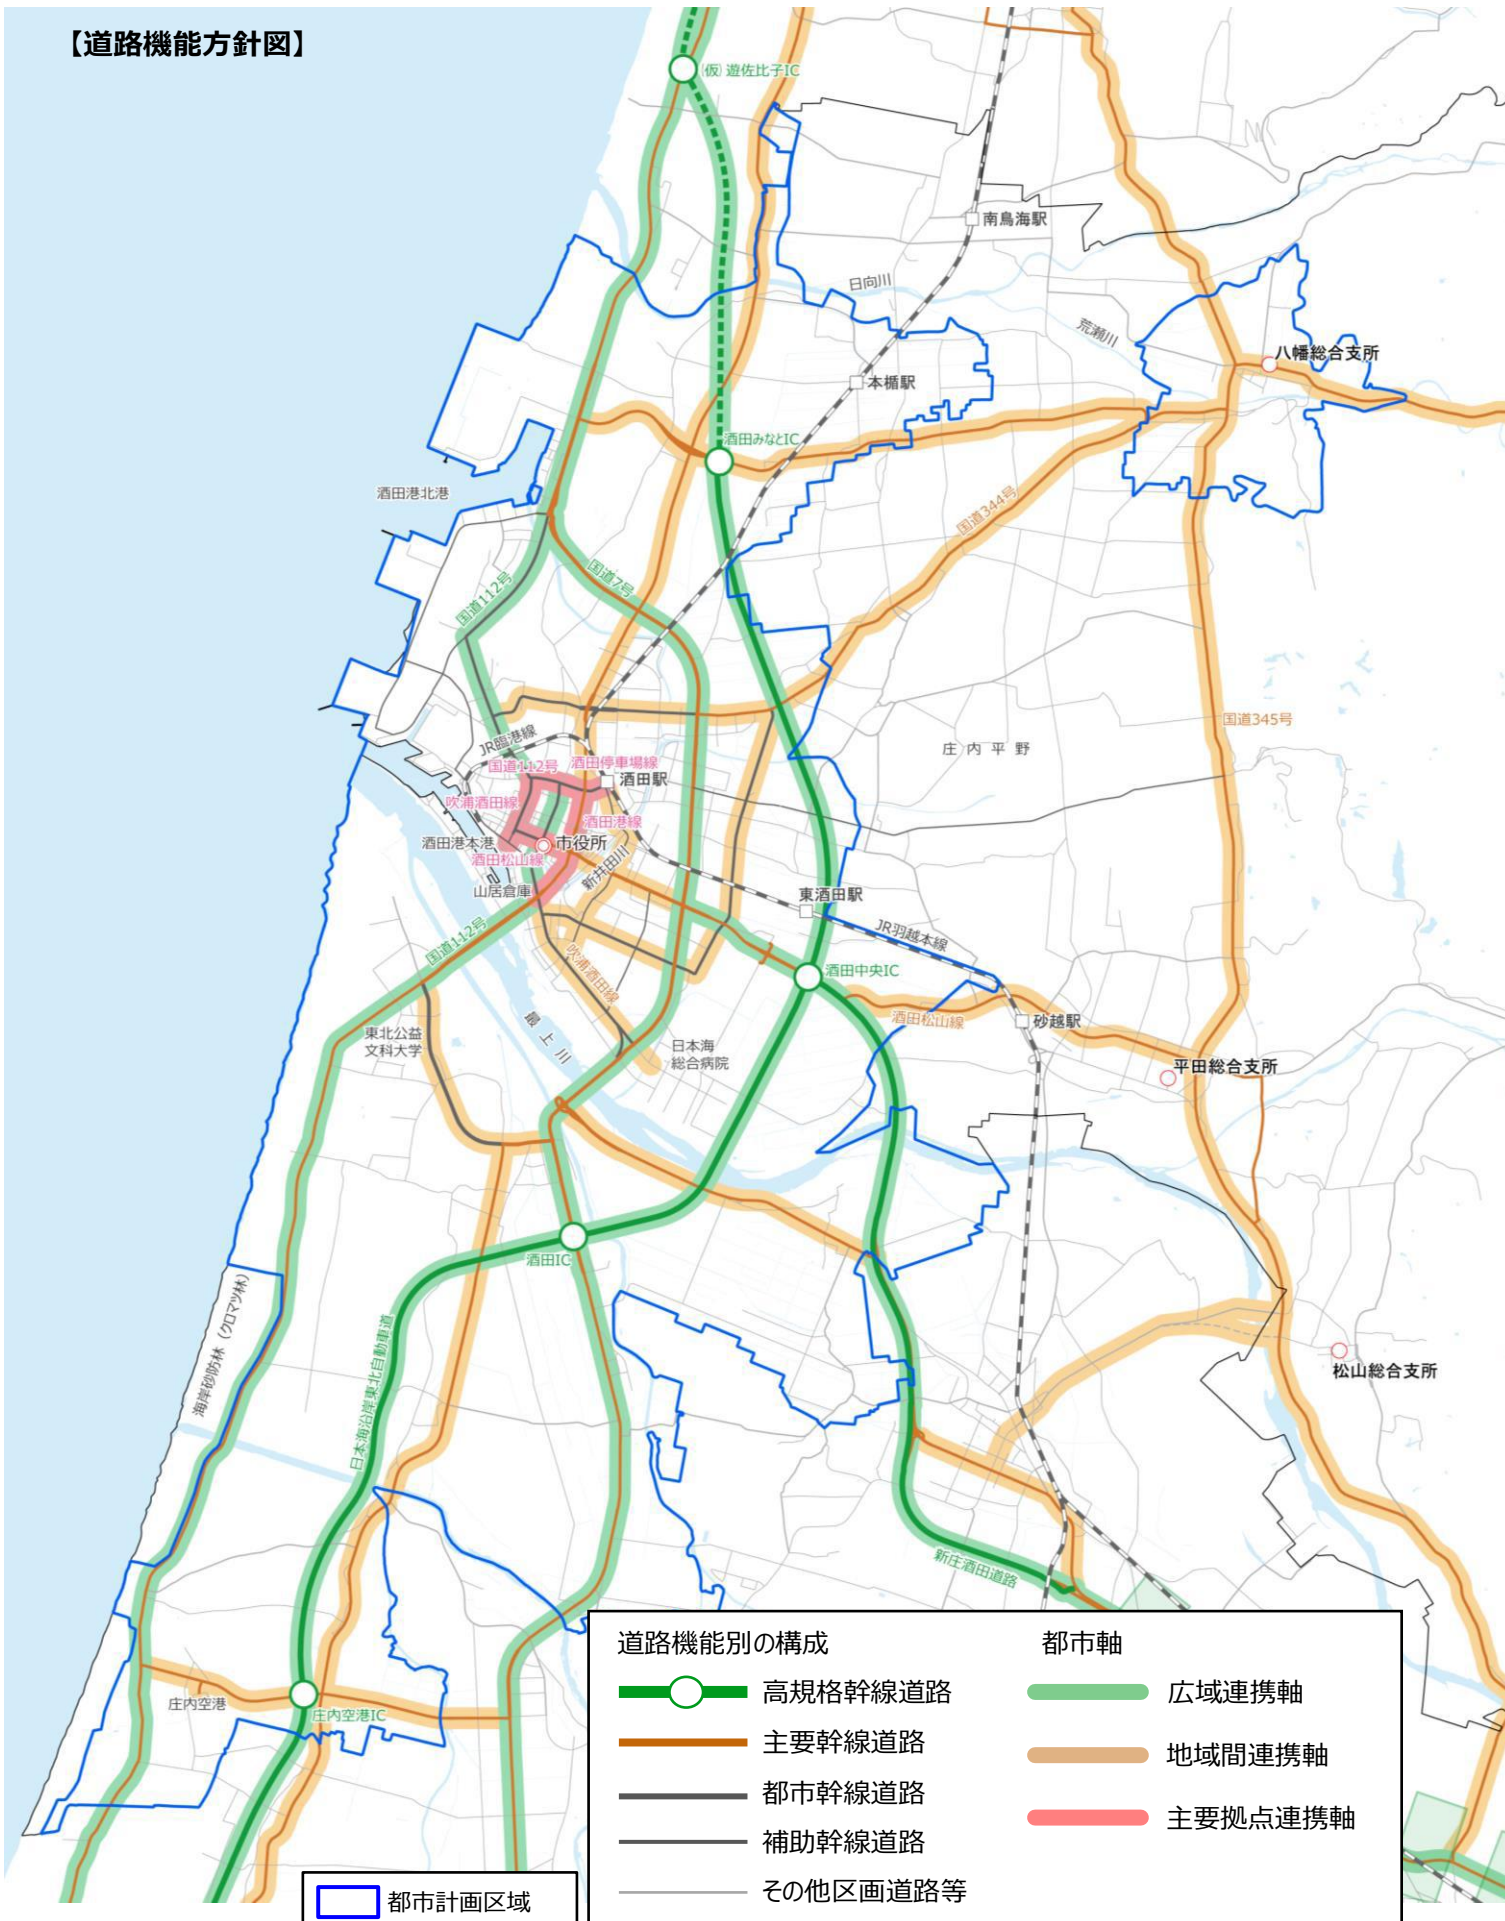 【道路機能方針図】
(仮) 遊佐比子IC
南鳥海駅
日向川
荒瀬川
八幡総合支所
本楯駅
酒田みなとIC
酒田港北港
国道344号
国道7号
国道112号
国道345号
庄内平野
JR臨港線
国道112号
酒田停車場線
酒田駅
吹浦酒田線
酒田港線
酒田港本港
市役所
酒田松山線
新井田川
山居倉庫
東酒田駅
JR羽越本線
国道112号
吹浦酒田線
酒田中央IC
酒田松山線
砂越駅
最上川
東北公益
文科大学
日本海
総合病院
平田総合支所
酒田IC
海岸砂防林（クロマツ林）
日本海沿岸東北自動車道
松山総合支所
新庄酒田道路
庄内空港
庄内空港IC
道路機能別の構成
高規格幹線道路
主要幹線道路
都市幹線道路
補助幹線道路
その他区画道路等
都市軸
広域連携軸
地域間連携軸
主要拠点連携軸
都市計画区域